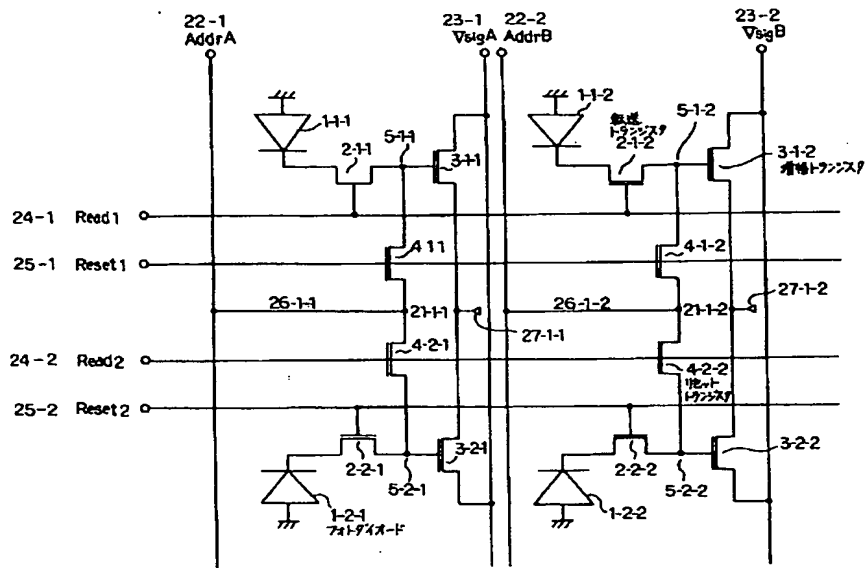 22-1
AddrA
23-1
VsigA
22-2
AddrB
23-2
VsigB
1-1-1
2-1-1
5-1-1
3-1-1
1-1-2
転送
トランジスタ
2-1-2
5-1-2
3-1-2
増幅トランジスタ
24-1 Read1
25-1 Reset1
4-1-1
4-1-2
26-1-1
21-1-1
27-1-1
26-1-2
21-1-2
27-1-2
24-2 Read2
4-2-1
4-2-2
リセット
トランジスタ
25-2 Reset2
2-2-1
5-2-1
3-2-1
2-2-2
5-2-2
3-2-2
1-2-1
フォトダイオード
1-2-2